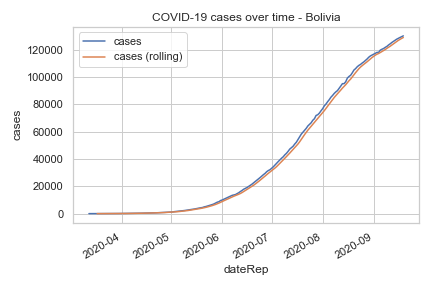 COVID-19 cases over time - Bolivia
cases
cases (rolling)
120000
100000
80000
60000
40000
20000
0
cases
2020-04
2020-05
2020-06
2020-07
2020-08
2020-09
dateRep